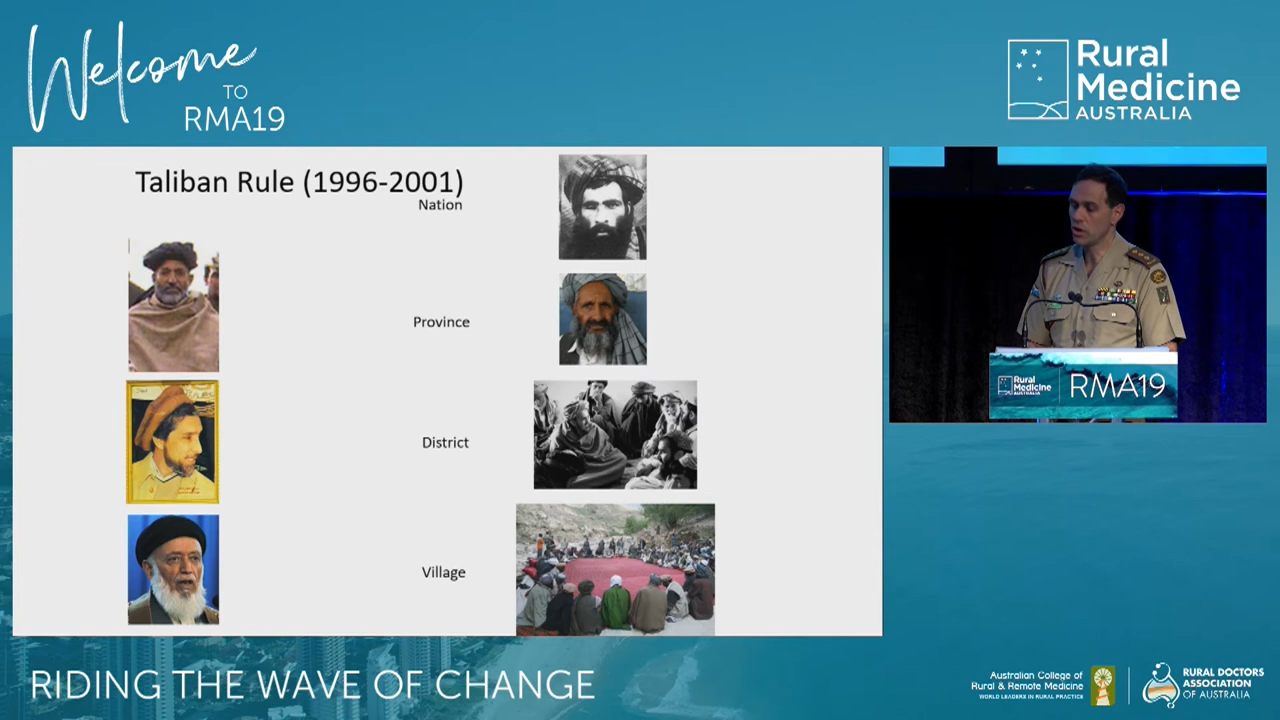 Welcome
TO
RMA19
Rural
Medicine
AUSTRALIA
Taliban Rule (1996-2001)
Nation
Province
District
Village
Rural
Medicine
AUSTRALIA
RMA19
RIDING THE WAVE OF CHANGE
Australian College of
Rural & Remote Medicine
WORLD LEADERS IN RURAL PRACTICE
RURAL DOCTORS
ASSOCIATION
OF AUSTRALIA